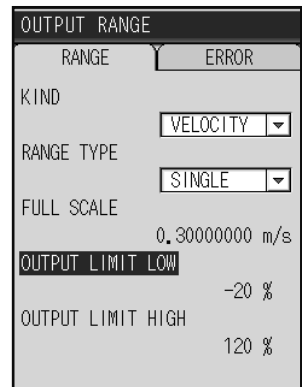 OUTPUT RANGE
RANGE ERROR
KIND
VELOCITY
RANGE TYPE
SINGLE
FULL SCALE
0.30000000 m/s
OUTPUT LIMIT LOW
-20 %
OUTPUT LIMIT HIGH
120 %